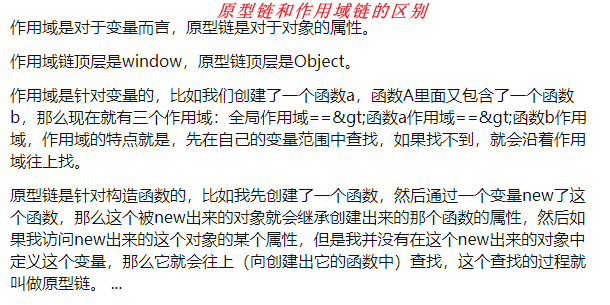 原型链和作用域链的区别
作用域是对于变量而言，原型链是对于对象的属性。
作用域链顶层是window，原型链顶层是Object。
作用域是针对变量的，比如我们创建了一个函数a，函数A里面又包含了一个函数
b，那么现在就有三个作用域：全局作用域==&gt;函数a作用域==&gt;函数b作用
域，作用域的特点就是，先在自己的变量范围中查找，如果找不到，就会沿着作用
域往上找。
原型链是针对构造函数的，比如我先创建了一个函数，然后通过一个变量new了这
个函数，那么这个被new出来的对象就会继承创建出来的那个函数的属性，然后如
果我访问new出来的这个对象的某个属性，但是我并没有在这个new出来的对象中
定义这个变量，那么它就会往上（向创建出它的函数中）查找，这个查找的过程就
叫做原型链。 ...